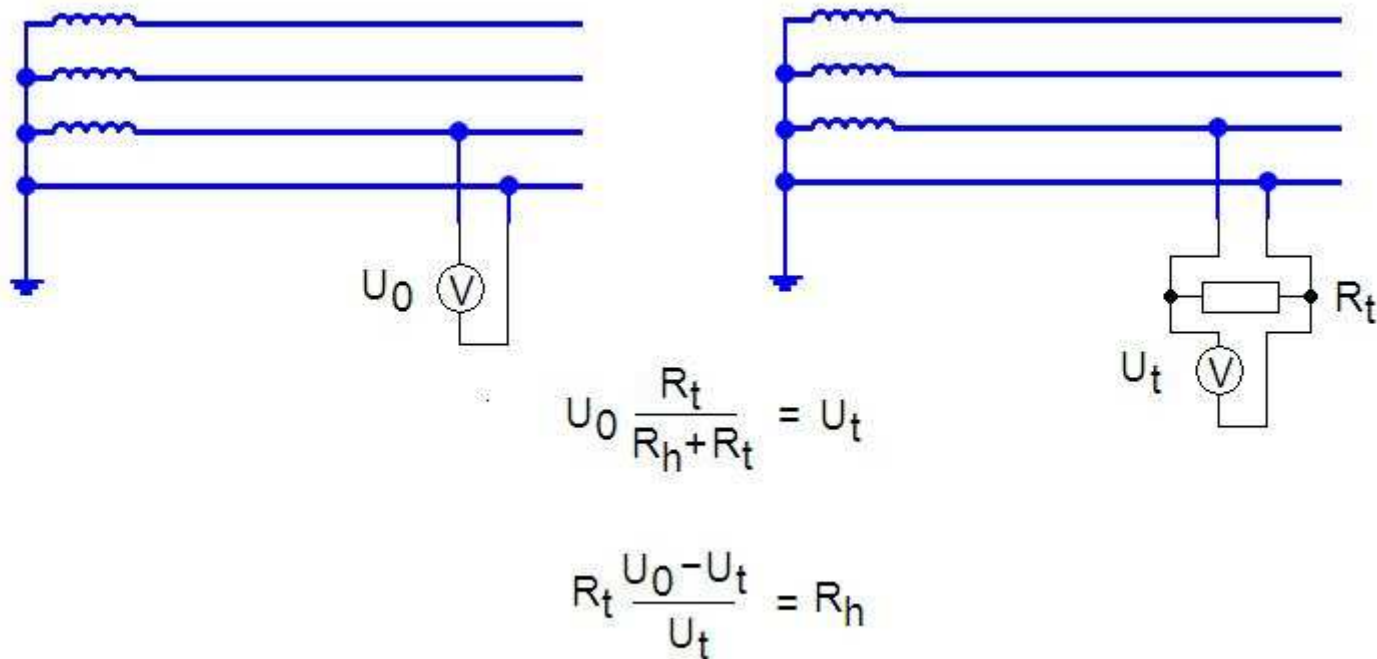 U₀ V
V Rₜ
Uₜ
U₀ Rₜ/(Rₕ+Rₜ) = Uₜ
Rₜ (U₀−Uₜ)/Uₜ = Rₕ